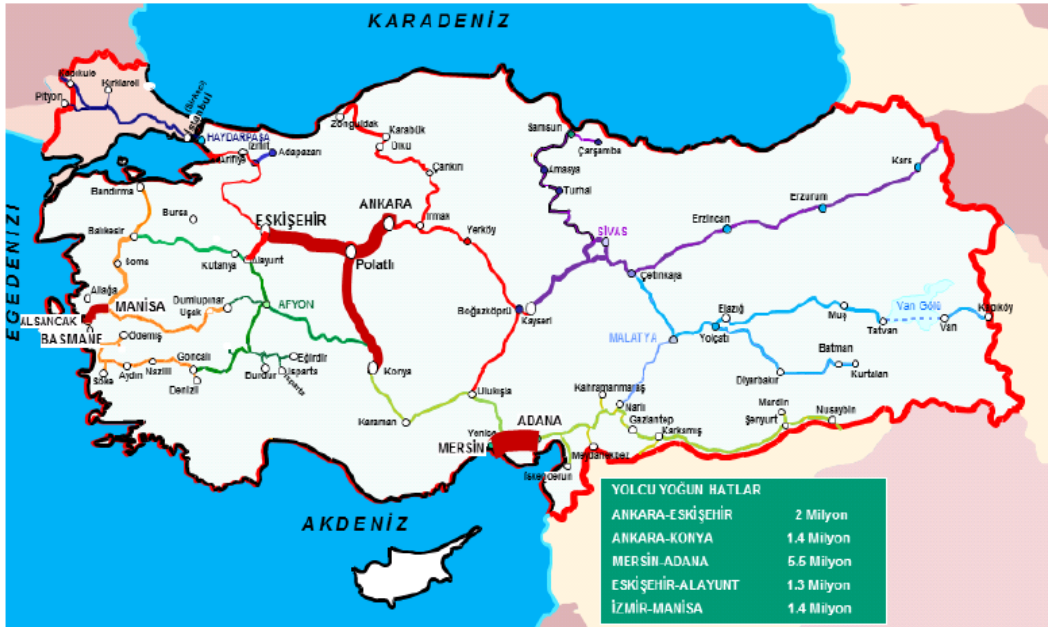 KARADENİZ
Kapıkule
Kırklareli
Pityon
(Sirkeci)
İstanbul
HAYDARPAŞA
İzmit
Arifiye
Adapazarı
Zonguldak
Karabük
Çankırı
Samsun
Çarşamba
Amasya
Turhal
Kars
Erzurum
Erzincan
Bandırma
Bursa
ESKİŞEHİR
ANKARA
Irmak
Yerköy
SİVAS
Balıkesir
Kütahya
Alayunt
Polatlı
Çetinkaya
EGEDENİZİ
Soma
Aliağa
MANİSA
Dumlupınar
Uşak
AFYON
Boğazköprü
Kayseri
Elazığ
Van Gölü
Kapıköy
Muş
Tatvan
Van
ALSANCAK
BASMANE
Ödemiş
MALATYA
Yolçatı
Batman
Kurtalan
Diyarbakır
Goncalı
Eğirdir
Söke
Aydın
Nazilli
Denizli
Burdur
Isparta
Isparta
Konya
Ulukışla
Kahramanmaraş
Narlı
Mardin
Nusaybin
Şenyurt
Gaziantep
Karkamış
Karaman
Yenice
ADANA
MERSİN
İskenderun
AKDENİZ
YOLCU YOĞUN HATLAR
ANKARA-ESKİŞEHİR 2 Milyon
ANKARA-KONYA 1.4 Milyon
MERSİN-ADANA 5.5 Milyon
ESKİŞEHİR-ALAYUNT 1.3 Milyon
İZMİR-MANİSA 1.4 Milyon